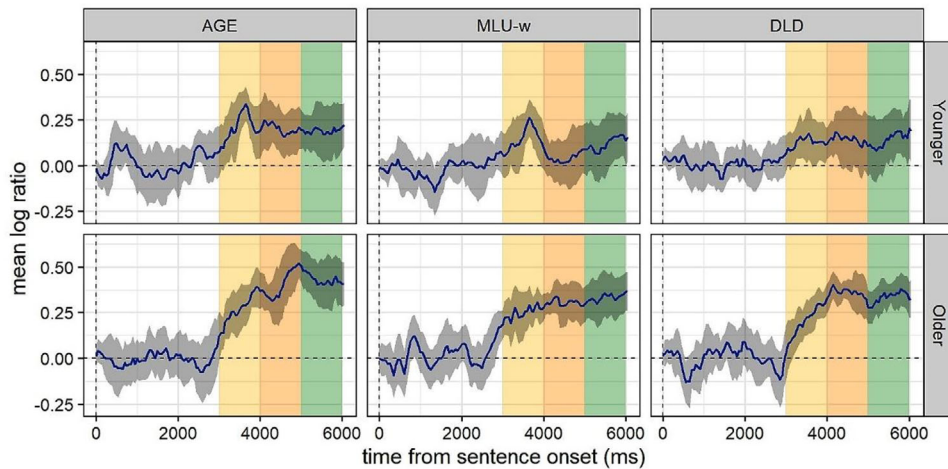 AGE MLU-w DLD
0.50
0.25
0.00
-0.25
Younger
mean log ratio
0.50
0.25
0.00
-0.25
Older
0 2000 4000 6000 0 2000 4000 6000 0 2000 4000 6000
time from sentence onset (ms)